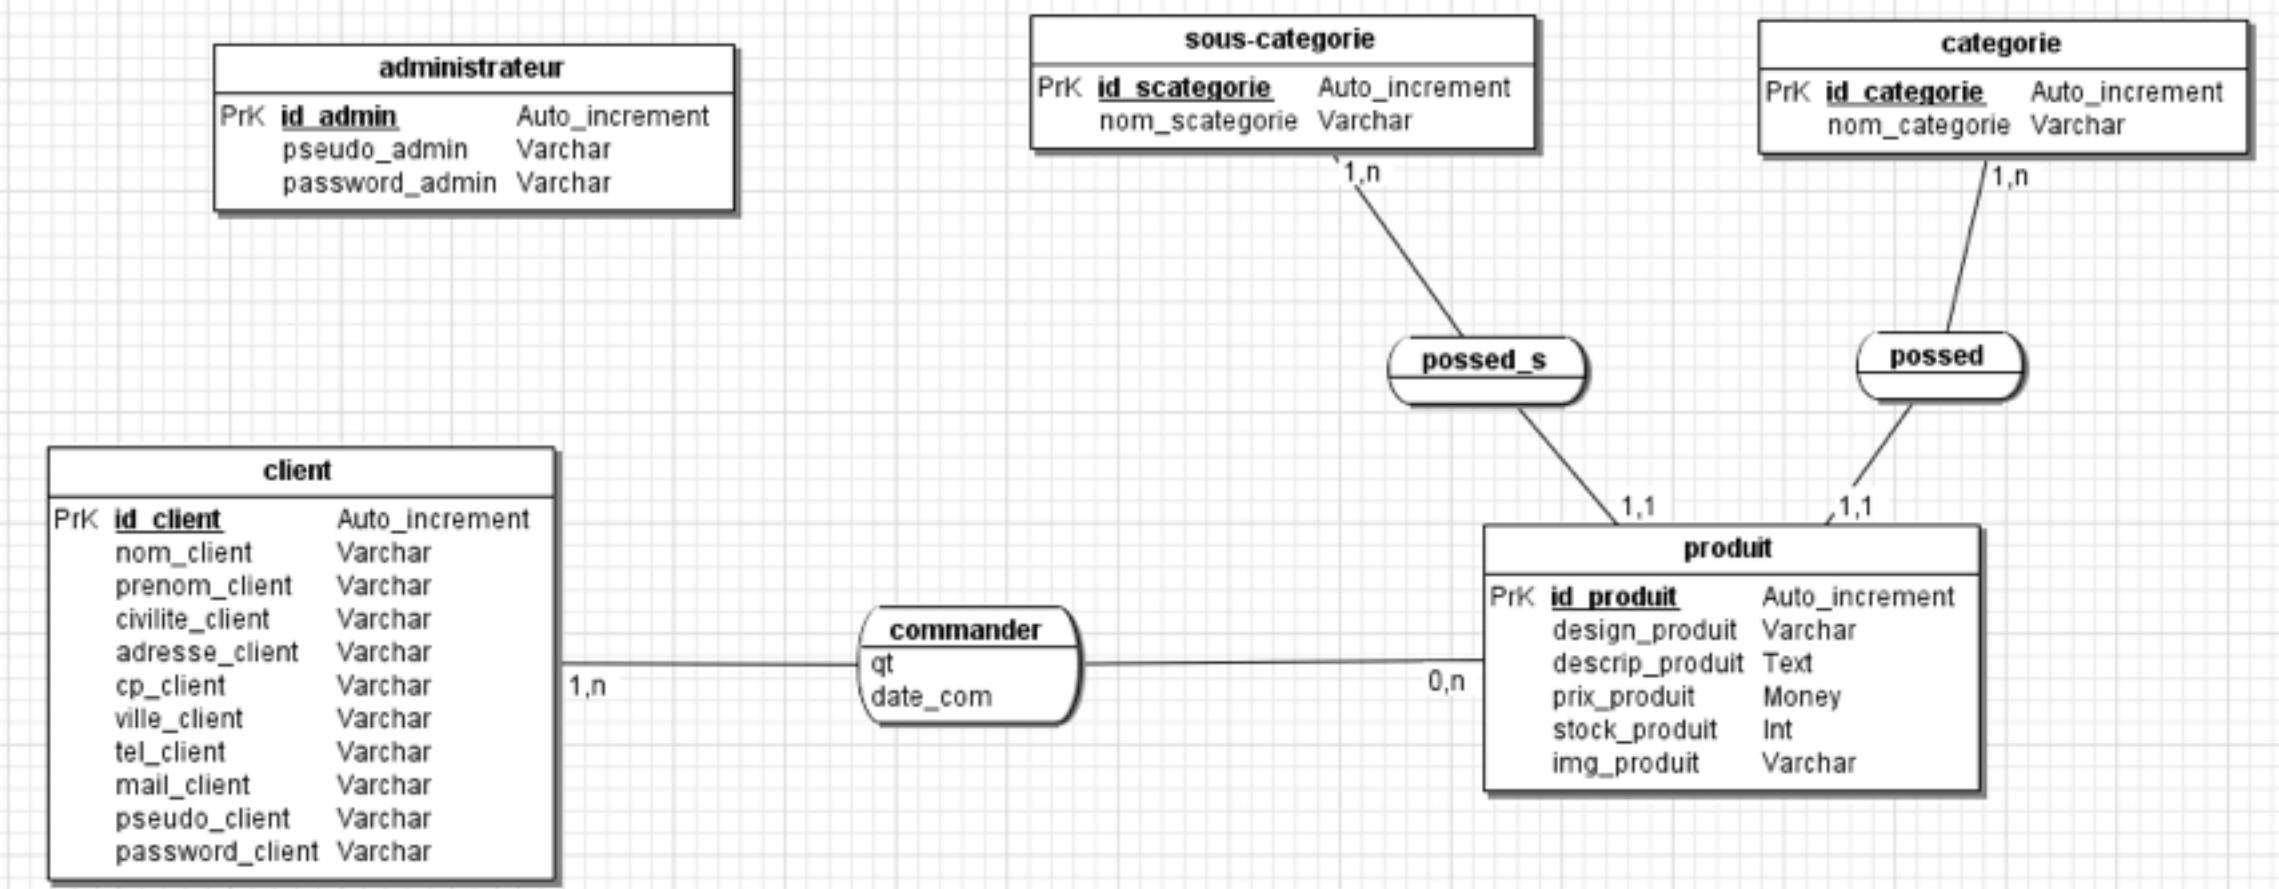 administrateur
PrK id_admin Auto_increment
pseudo_admin Varchar
password_admin Varchar
sous-categorie
PrK id_scategorie Auto_increment
nom_scategorie Varchar
1,n
categorie
PrK id_categorie Auto_increment
nom_categorie Varchar
1,n
possed_s
possed
1,1
1,1
client
PrK id_client Auto_increment
nom_client Varchar
prenom_client Varchar
civilite_client Varchar
adresse_client Varchar
cp_client Varchar
ville_client Varchar
tel_client Varchar
mail_client Varchar
pseudo_client Varchar
password_client Varchar
1,n
commander
qt
date_com
0,n
produit
PrK id_produit Auto_increment
design_produit Varchar
descrip_produit Text
prix_produit Money
stock_produit Int
img_produit Varchar